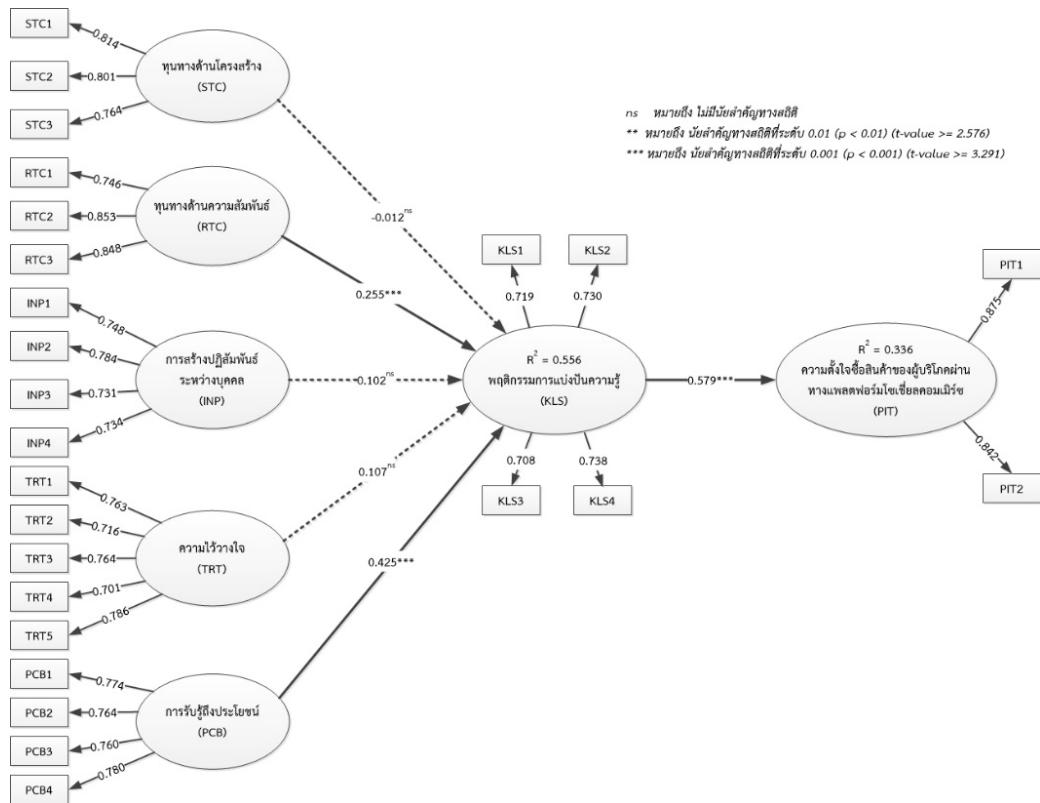 STC1
STC2
STC3
0.814
0.801
0.764
ทุนทางด้านโครงสร้าง
(STC)
ns หมายถึง ไม่มีนัยสำคัญทางสถิติ
** หมายถึง นัยสำคัญทางสถิติที่ระดับ 0.01 (p < 0.01) (t-value >= 2.576)
*** หมายถึง นัยสำคัญทางสถิติที่ระดับ 0.001 (p < 0.001) (t-value >= 3.291)
RTC1
RTC2
RTC3
0.746
0.853
0.848
ทุนทางด้านความสัมพันธ์
(RTC)
-0.012ns
0.255***
INP1
INP2
INP3
INP4
0.748
0.784
0.731
0.734
การสร้างปฏิสัมพันธ์
ระหว่างบุคคล
(INP)
0.102ns
TRT1
TRT2
TRT3
TRT4
TRT5
0.763
0.716
0.764
0.701
0.786
ความไว้วางใจ
(TRT)
0.107ns
PCB1
PCB2
PCB3
PCB4
0.774
0.764
0.760
0.780
การรับรู้ถึงประโยชน์
(PCB)
0.425***
KLS1
KLS2
0.719
0.730
R2 = 0.556
พฤติกรรมการแบ่งปันความรู้
(KLS)
0.708
0.738
KLS3
KLS4
0.579***
R2 = 0.336
ความตั้งใจซื้อสินค้าของผู้บริโภคผ่าน
ทางแพลตฟอร์มโซเชี่ยลคอมเมิร์ซ
(PIT)
PIT1
0.875
0.842
PIT2